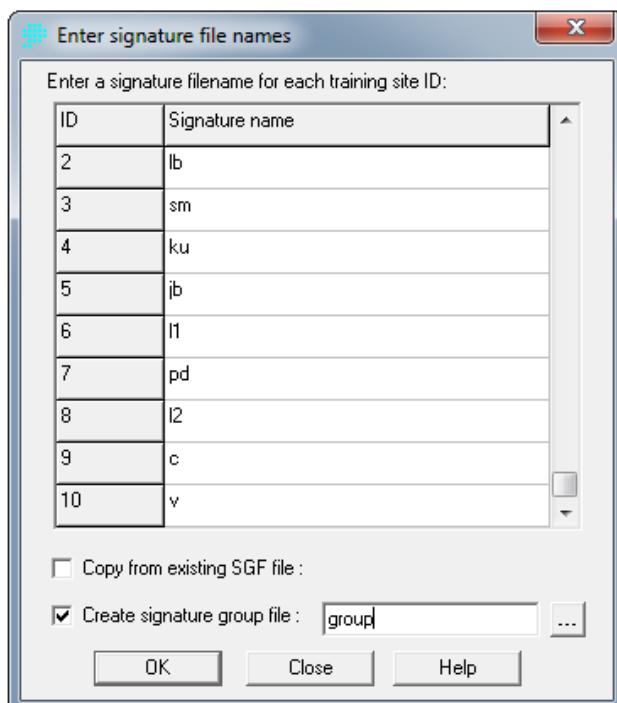 Enter signature file names
Enter a signature filename for each training site ID:
ID Signature name
2 lb
3 sm
4 ku
5 jb
6 l1
7 pd
8 l2
9 c
10 v
Copy from existing SGF file :
Create signature group file : group ...
OK Close Help